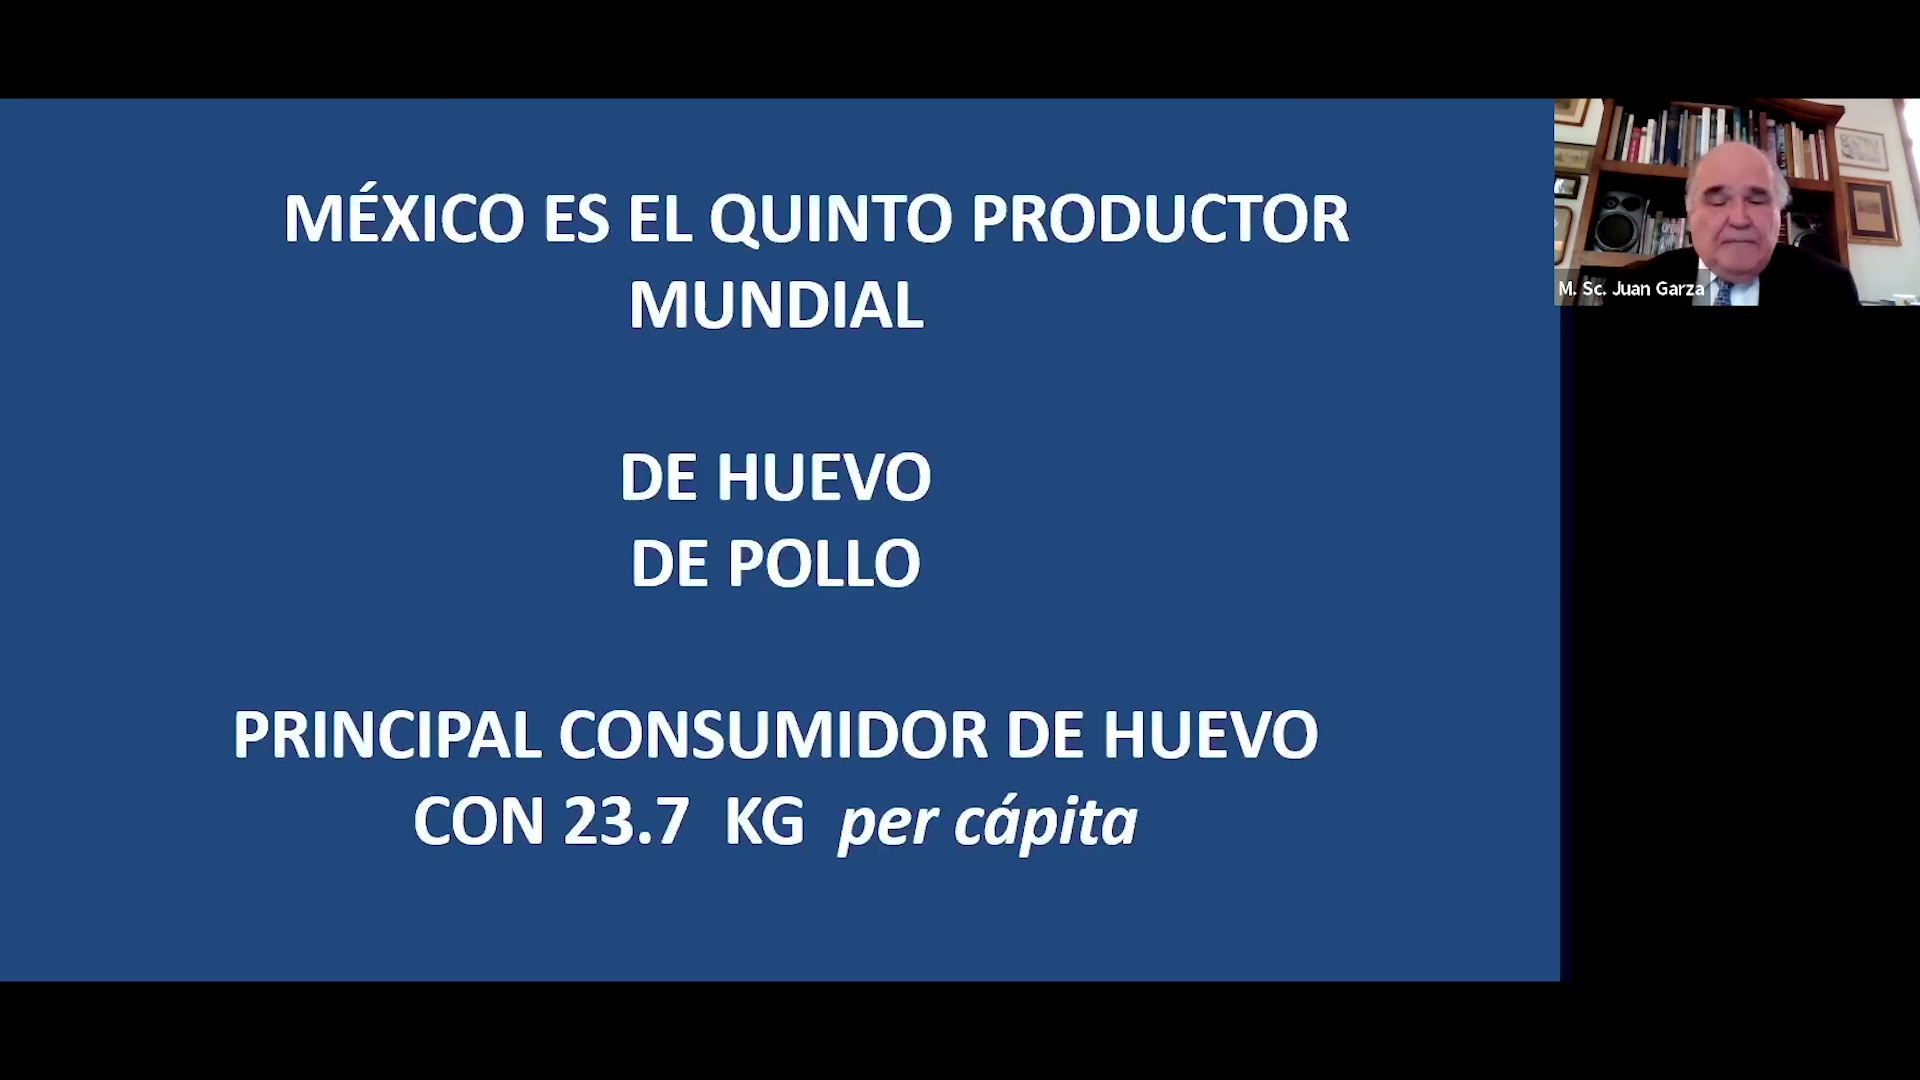 MÉXICO ES EL QUINTO PRODUCTOR
MUNDIAL
DE HUEVO
DE POLLO
PRINCIPAL CONSUMIDOR DE HUEVO
CON 23.7 KG per cápita
M. Sc. Juan Garza